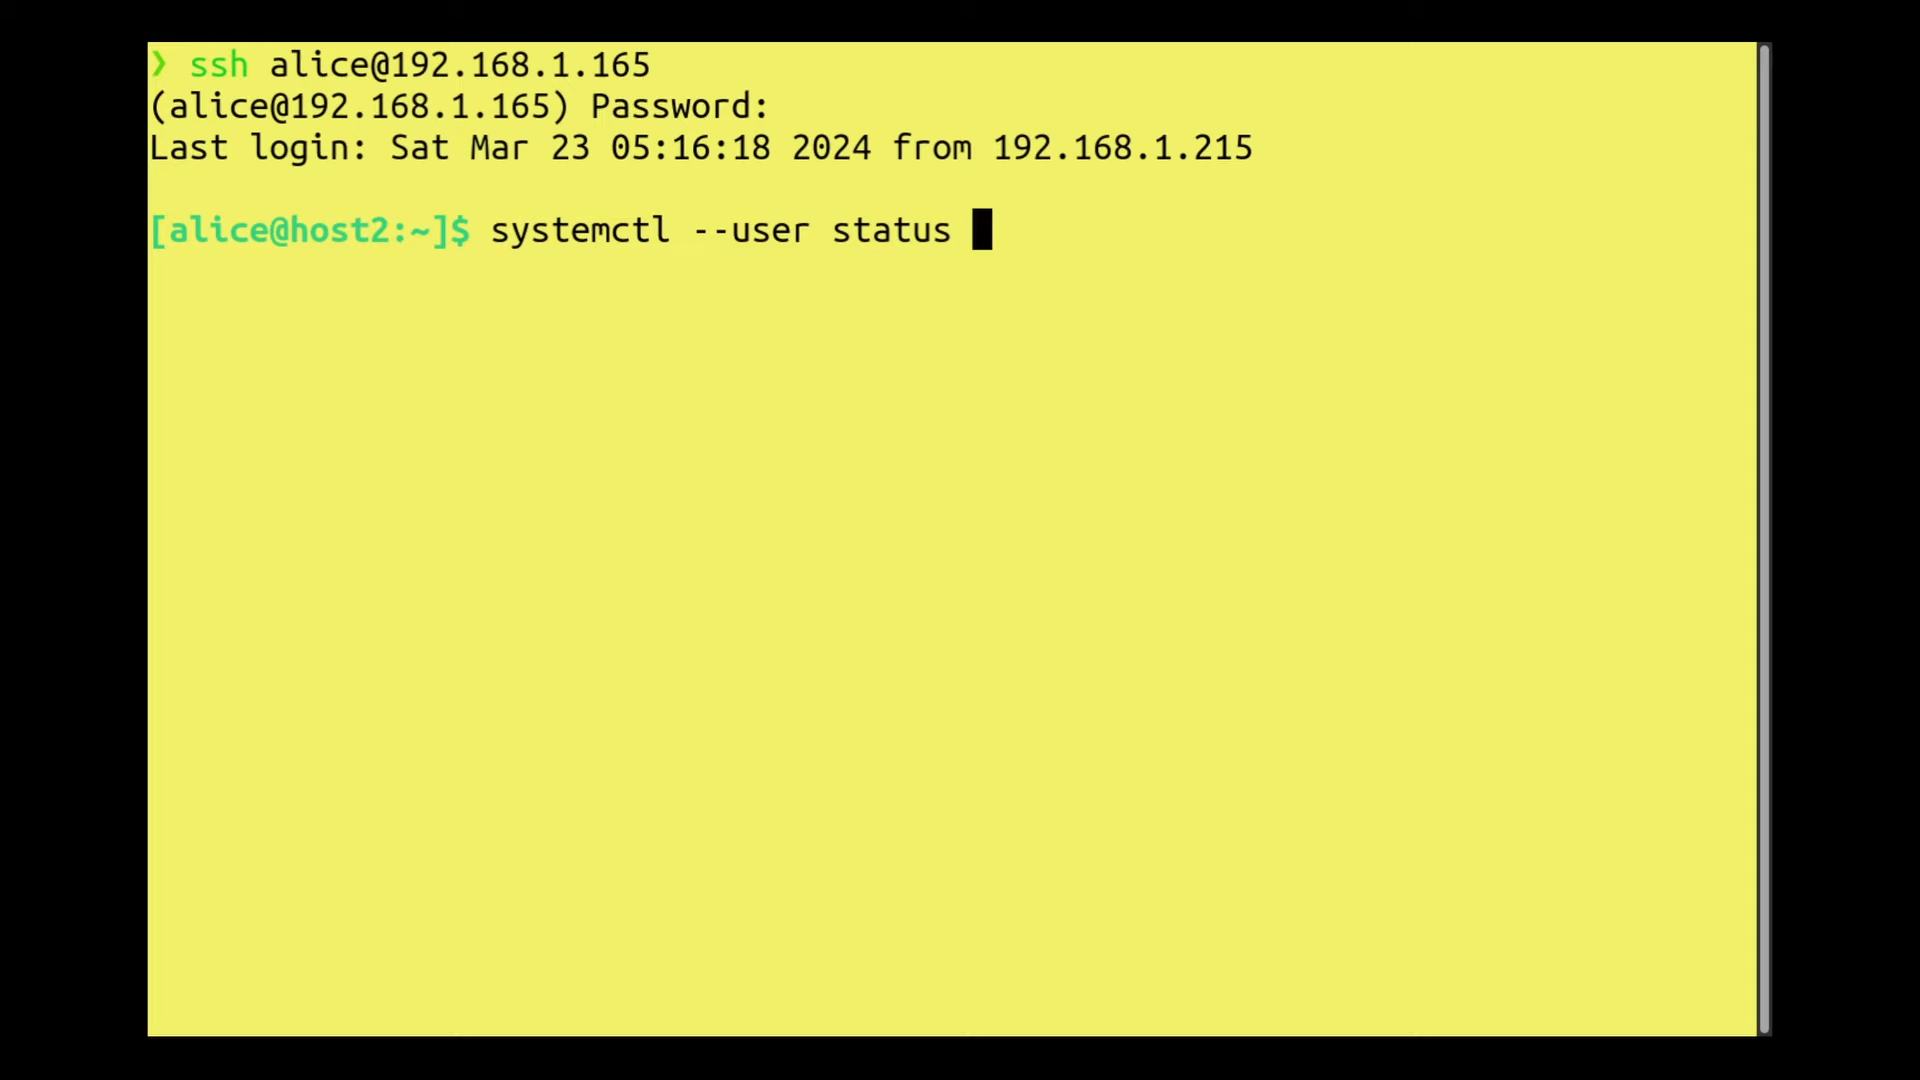 ❯ ssh alice@192.168.1.165
(alice@192.168.1.165) Password:
Last login: Sat Mar 23 05:16:18 2024 from 192.168.1.215
[alice@host2:~]$ systemctl --user status